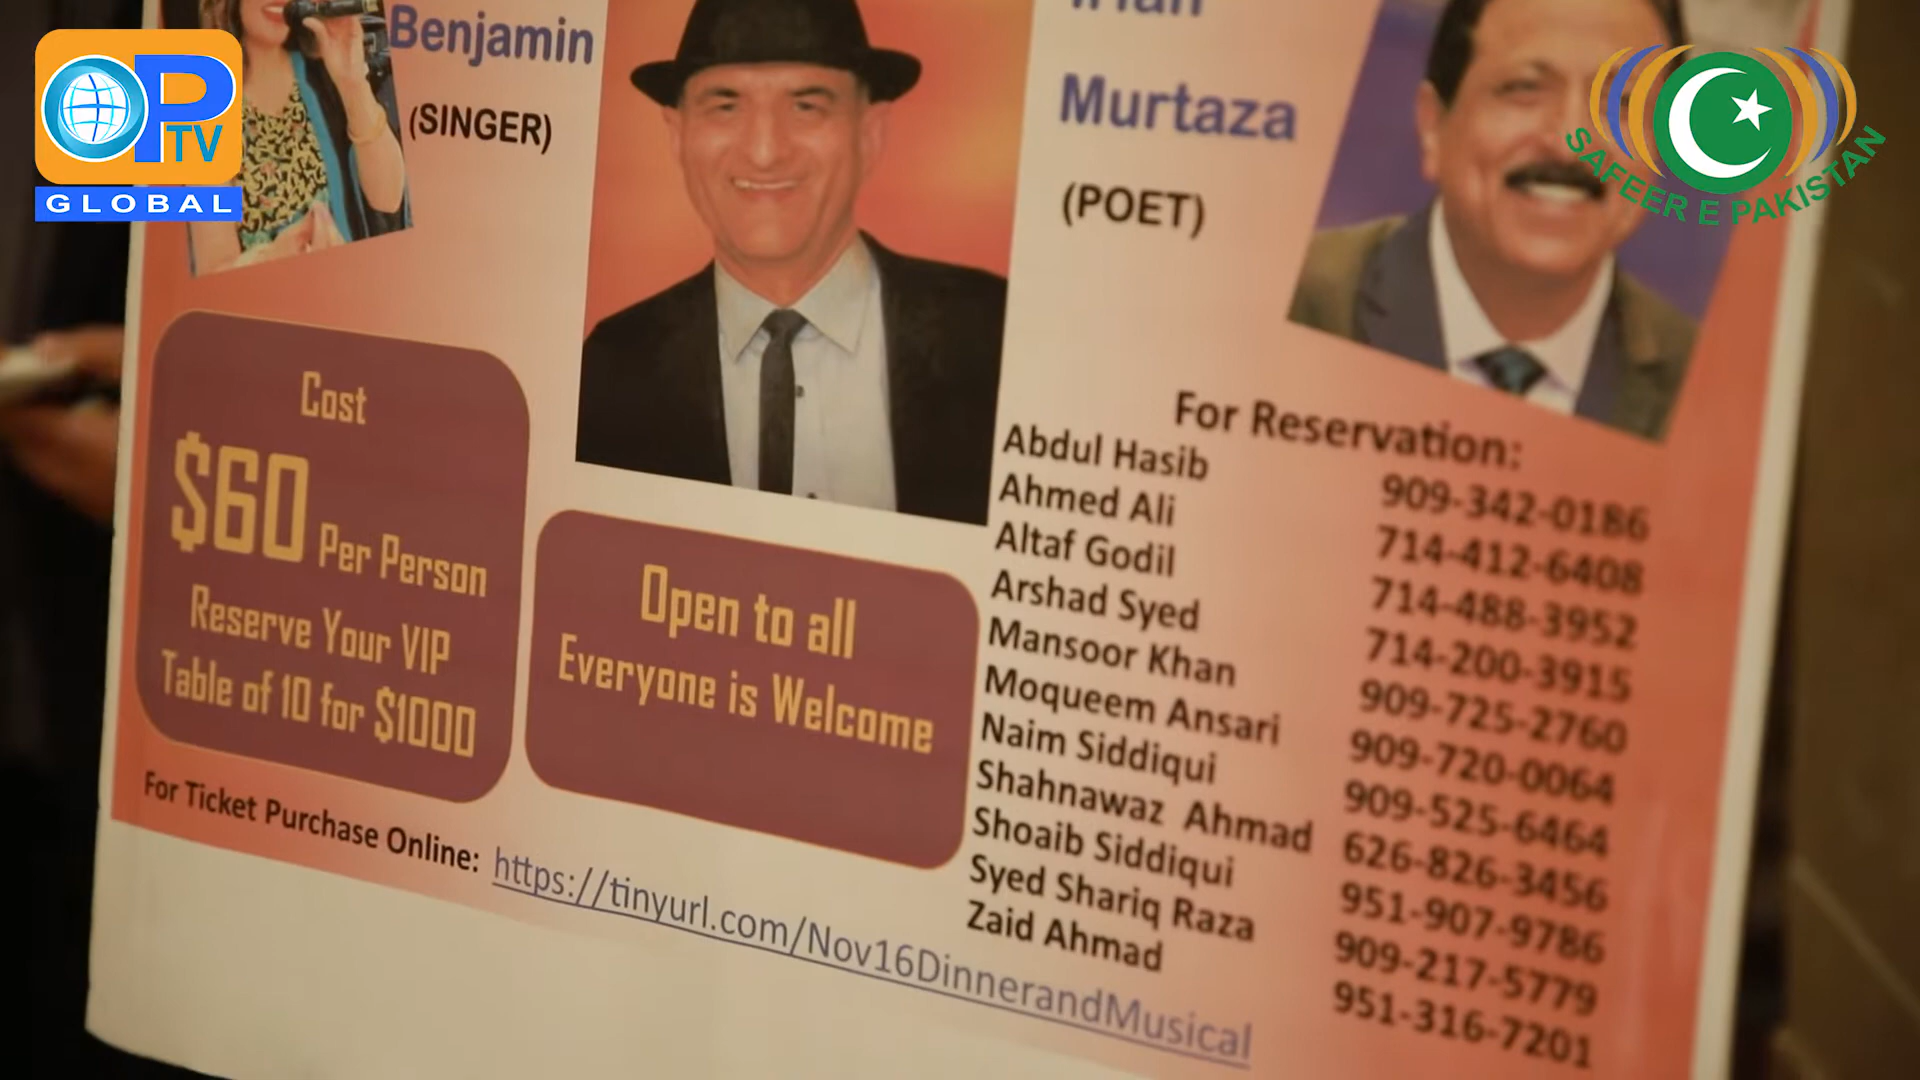 OPTV
GLOBAL
SAFEER E PAKISTAN
Benjamin
(SINGER)
Murtaza
(POET)
Cost
$60 Per Person
Reserve Your VIP
Table of 10 for $1000
Open to all
Everyone is Welcome
For Reservation:
Abdul Hasib 909-342-0186
Ahmed Ali 714-412-6408
Altaf Godil 714-488-3952
Arshad Syed 714-200-3915
Mansoor Khan 909-725-2760
Moqueem Ansari 909-720-0064
Naim Siddiqui 909-525-6464
Shahnawaz Ahmad 626-826-3456
Shoaib Siddiqui 951-907-9786
Syed Shariq Raza 909-217-5779
Zaid Ahmad 951-316-7201
For Ticket Purchase Online: https://tinyurl.com/Nov16DinnerandMusical